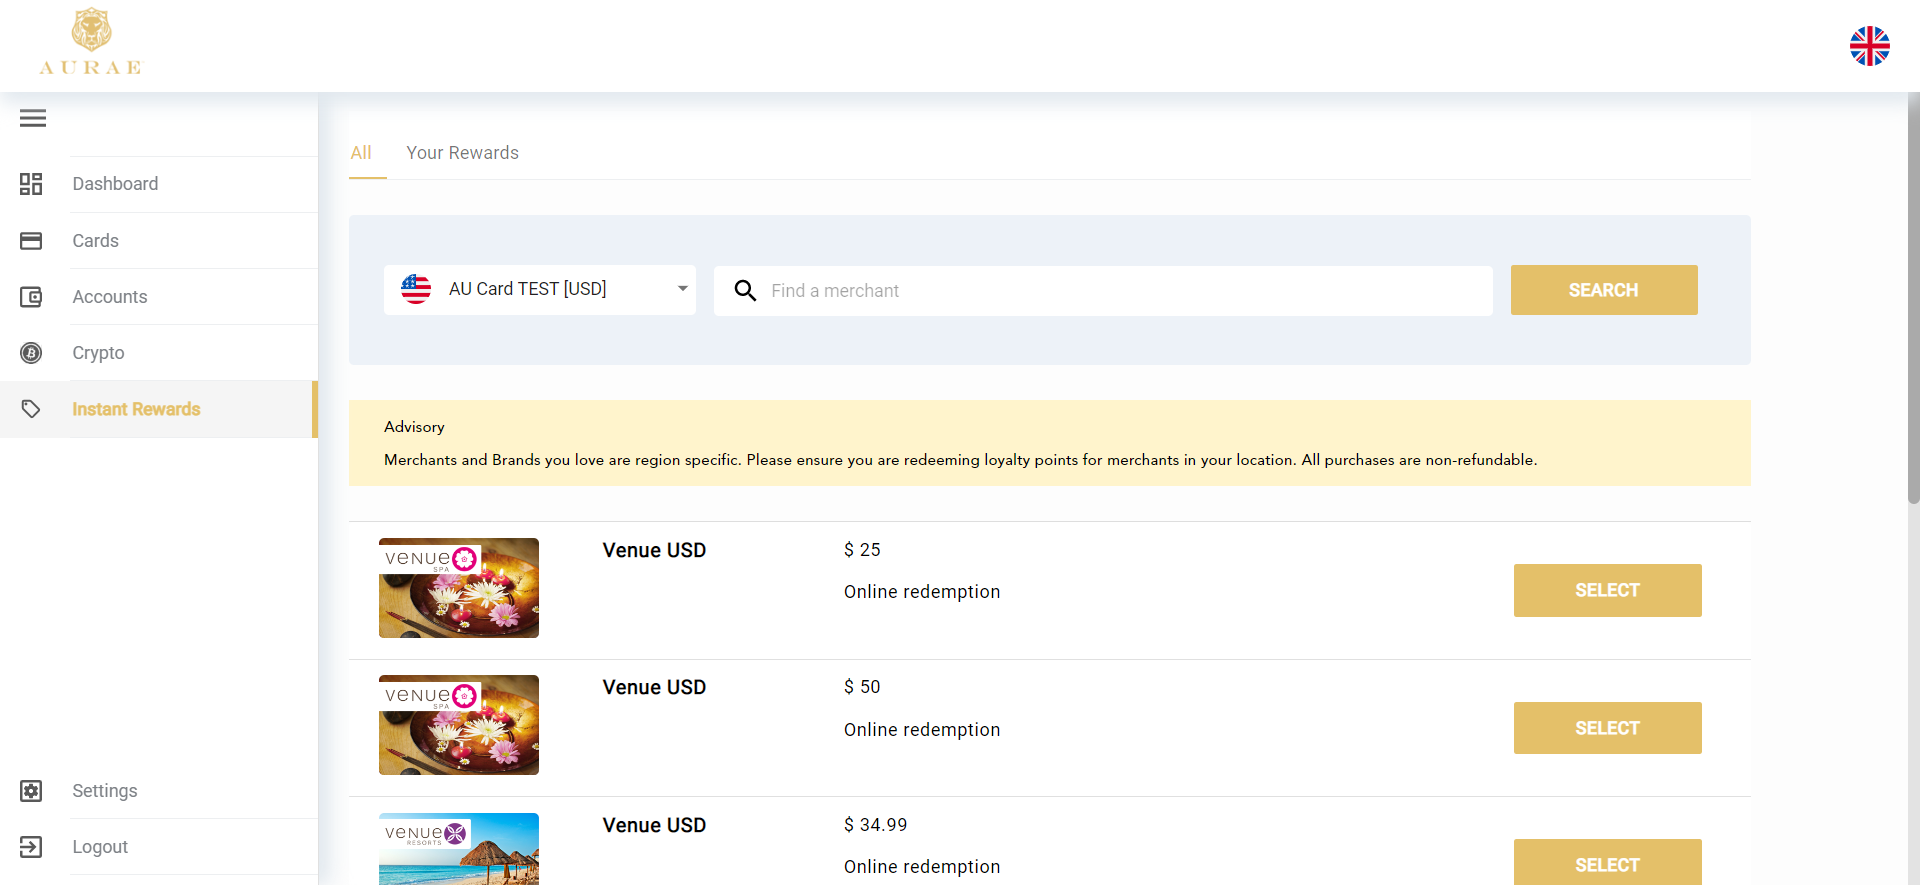 AURAE
Dashboard
Cards
Accounts
Crypto
Instant Rewards
Settings
Logout
All
Your Rewards
AU Card TEST [USD]
Find a merchant
SEARCH
Advisory
Merchants and Brands you love are region specific. Please ensure you are redeeming loyalty points for merchants in your location. All purchases are non-refundable.
venue
SPA
Venue USD
$ 25
Online redemption
SELECT
venue
SPA
Venue USD
$ 50
Online redemption
SELECT
venue
RESORTS
Venue USD
$ 34.99
Online redemption
SELECT